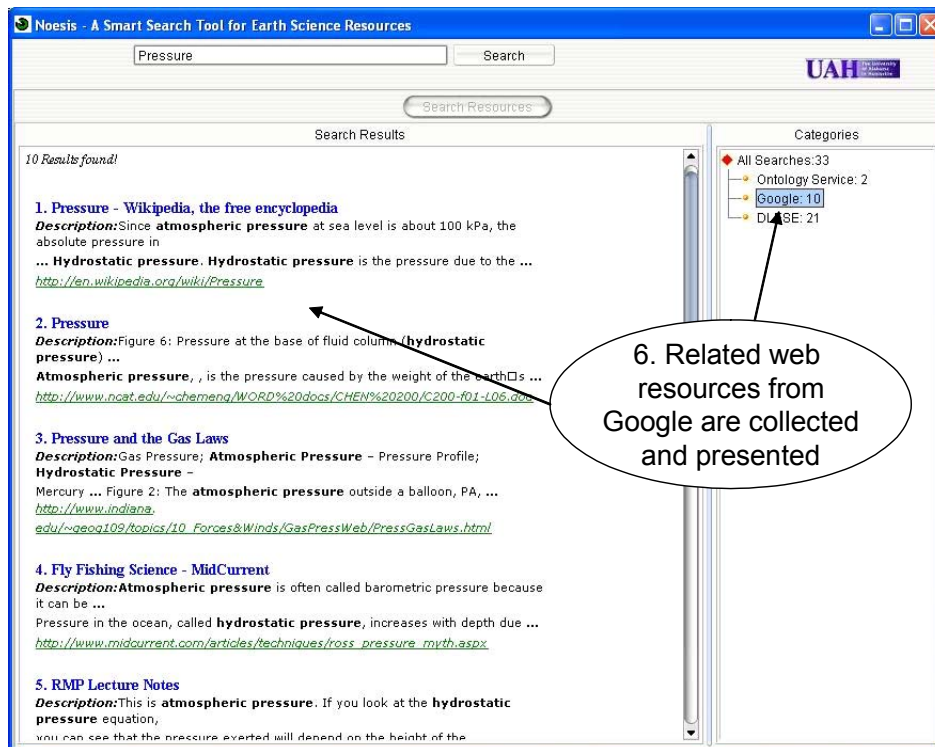 Noesis - A Smart Search Tool for Earth Science Resources
Pressure
Search
UAH
Search Resources
Search Results
Categories
10 Results found!
All Searches:33
Ontology Service: 2
Google: 10
DLESE: 21
1. Pressure - Wikipedia, the free encyclopedia
Description:Since atmospheric pressure at sea level is about 100 kPa, the
absolute pressure in
... Hydrostatic pressure. Hydrostatic pressure is the pressure due to the ...
http://en.wikipedia.org/wiki/Pressure
2. Pressure
Description:Figure 6: Pressure at the base of fluid column (hydrostatic
pressure) ...
Atmospheric pressure, , is the pressure caused by the weight of the earth□s ...
http://www.ncat.edu/~chemeng/WORD%20docs/CHEN%20200/C200-f01-L06.doc
3. Pressure and the Gas Laws
Description:Gas Pressure; Atmospheric Pressure – Pressure Profile;
Hydrostatic Pressure –
Mercury ... Figure 2: The atmospheric pressure outside a balloon, PA, ...
http://www.indiana.
edu/~geog109/topics/10_Forces&Winds/GasPressWeb/PressGasLaws.html
4. Fly Fishing Science - MidCurrent
Description:Atmospheric pressure is often called barometric pressure because
it can be ...
Pressure in the ocean, called hydrostatic pressure, increases with depth due ...
http://www.midcurrent.com/articles/techniques/ross_pressure_myth.aspx
5. RMP Lecture Notes
Description:This is atmospheric pressure. If you look at the hydrostatic
pressure equation,
you can see that the pressure exerted will depend on the height of the
6. Related web
resources from
Google are collected
and presented